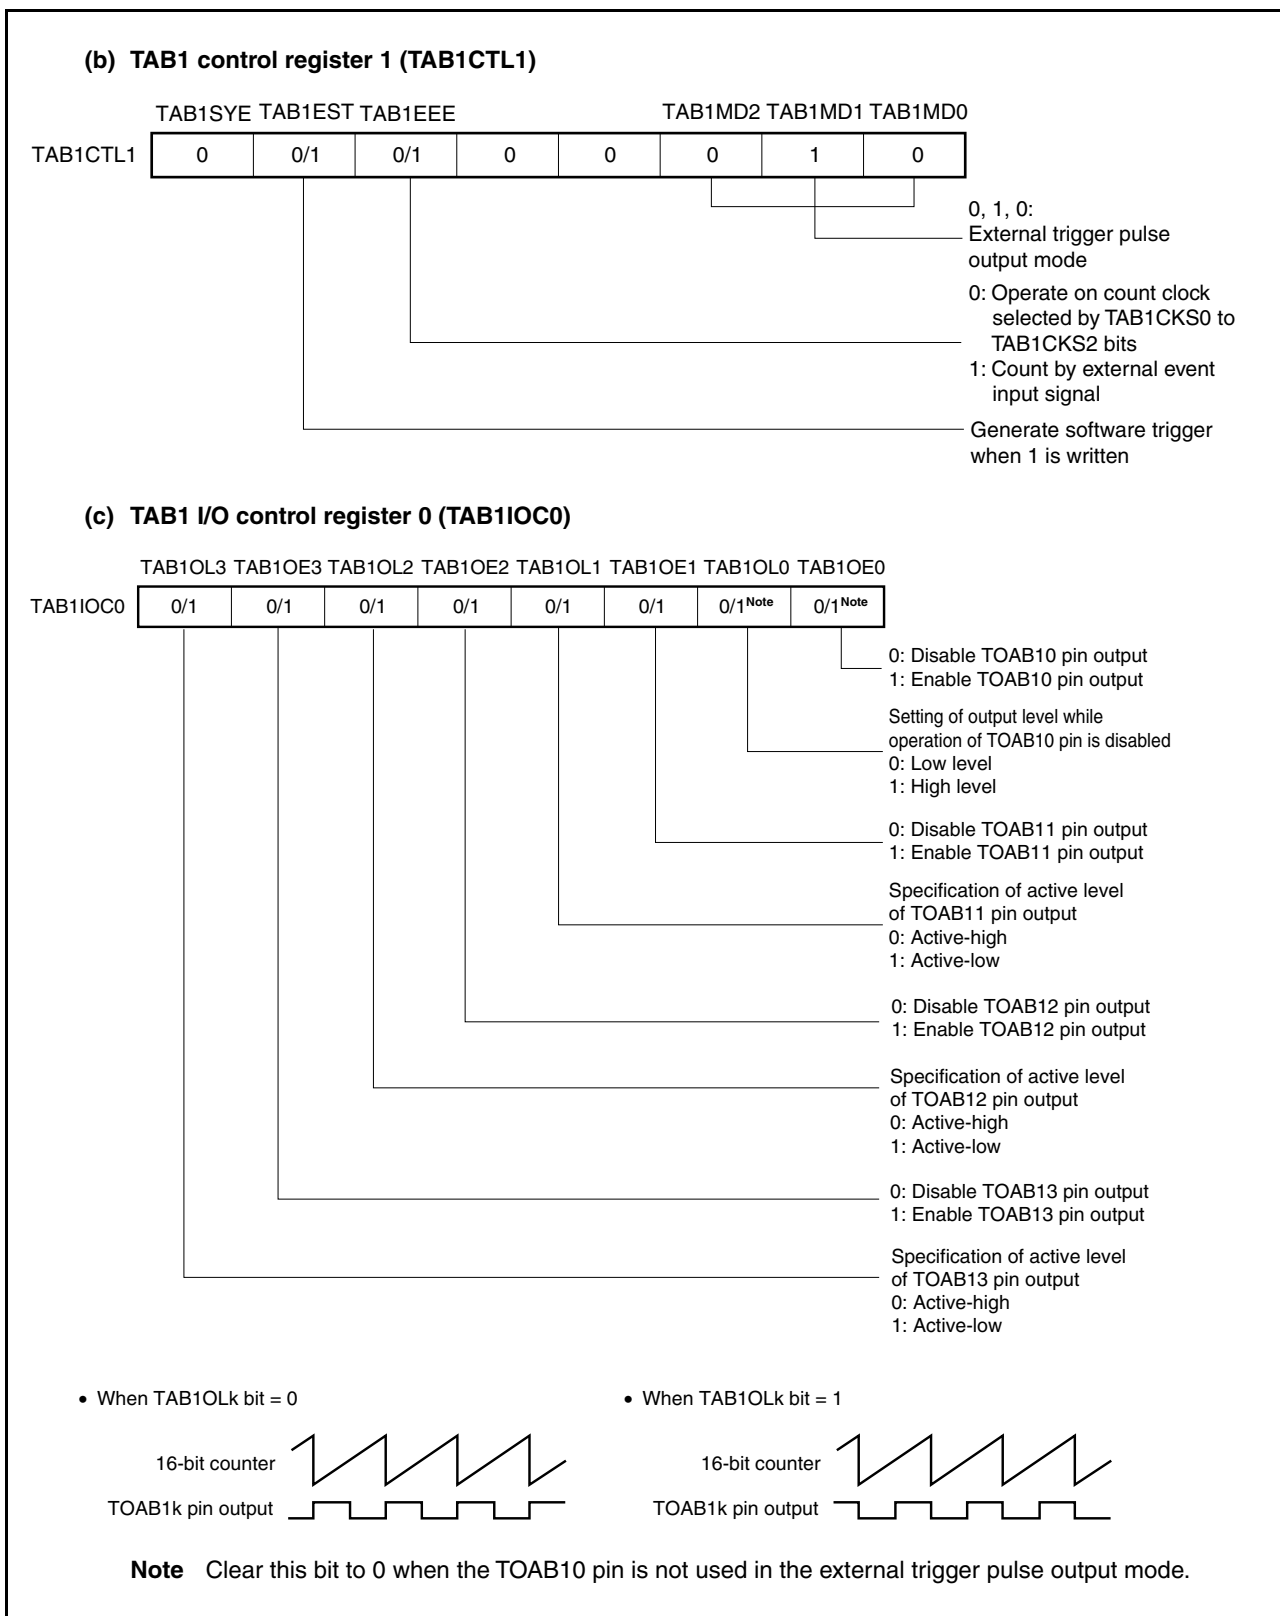 (b) TAB1 control register 1 (TAB1CTL1)
TAB1SYE TAB1EST TAB1EEE TAB1MD2 TAB1MD1 TAB1MD0
TAB1CTL1 0 0/1 0/1 0 0 0 1 0
0, 1, 0:
External trigger pulse
output mode
0: Operate on count clock
selected by TAB1CKS0 to
TAB1CKS2 bits
1: Count by external event
input signal
Generate software trigger
when 1 is written
(c) TAB1 I/O control register 0 (TAB1IOC0)
TAB1OL3 TAB1OE3 TAB1OL2 TAB1OE2 TAB1OL1 TAB1OE1 TAB1OL0 TAB1OE0
TAB1IOC0 0/1 0/1 0/1 0/1 0/1 0/1 0/1Note 0/1Note
0: Disable TOAB10 pin output
1: Enable TOAB10 pin output
Setting of output level while
operation of TOAB10 pin is disabled
0: Low level
1: High level
0: Disable TOAB11 pin output
1: Enable TOAB11 pin output
Specification of active level
of TOAB11 pin output
0: Active-high
1: Active-low
0: Disable TOAB12 pin output
1: Enable TOAB12 pin output
Specification of active level
of TOAB12 pin output
0: Active-high
1: Active-low
0: Disable TOAB13 pin output
1: Enable TOAB13 pin output
Specification of active level
of TOAB13 pin output
0: Active-high
1: Active-low
• When TAB1OLk bit = 0
16-bit counter
TOAB1k pin output
• When TAB1OLk bit = 1
16-bit counter
TOAB1k pin output
Note Clear this bit to 0 when the TOAB10 pin is not used in the external trigger pulse output mode.